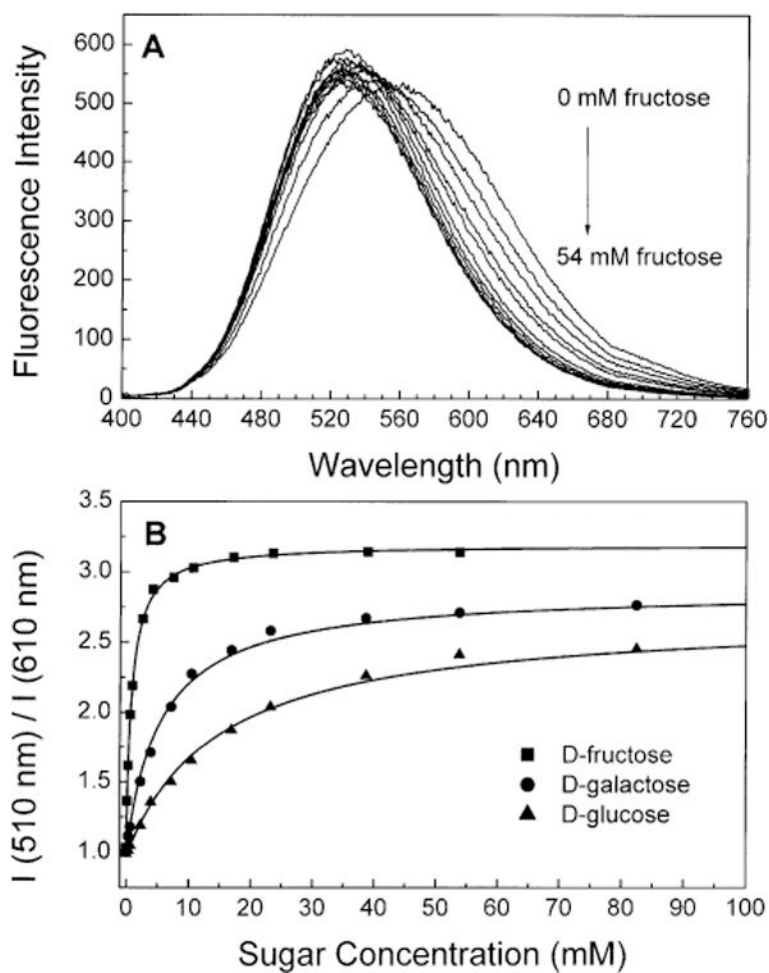 A
Fluorescence Intensity
600
500
400
300
200
100
0
0 mM fructose
54 mM fructose
400 440 480 520 560 600 640 680 720 760
Wavelength (nm)
B
I (510 nm) / I (610 nm)
3.5
3.0
2.5
2.0
1.5
1.0
D-fructose
D-galactose
D-glucose
0 10 20 30 40 50 60 70 80 90 100
Sugar Concentration (mM)